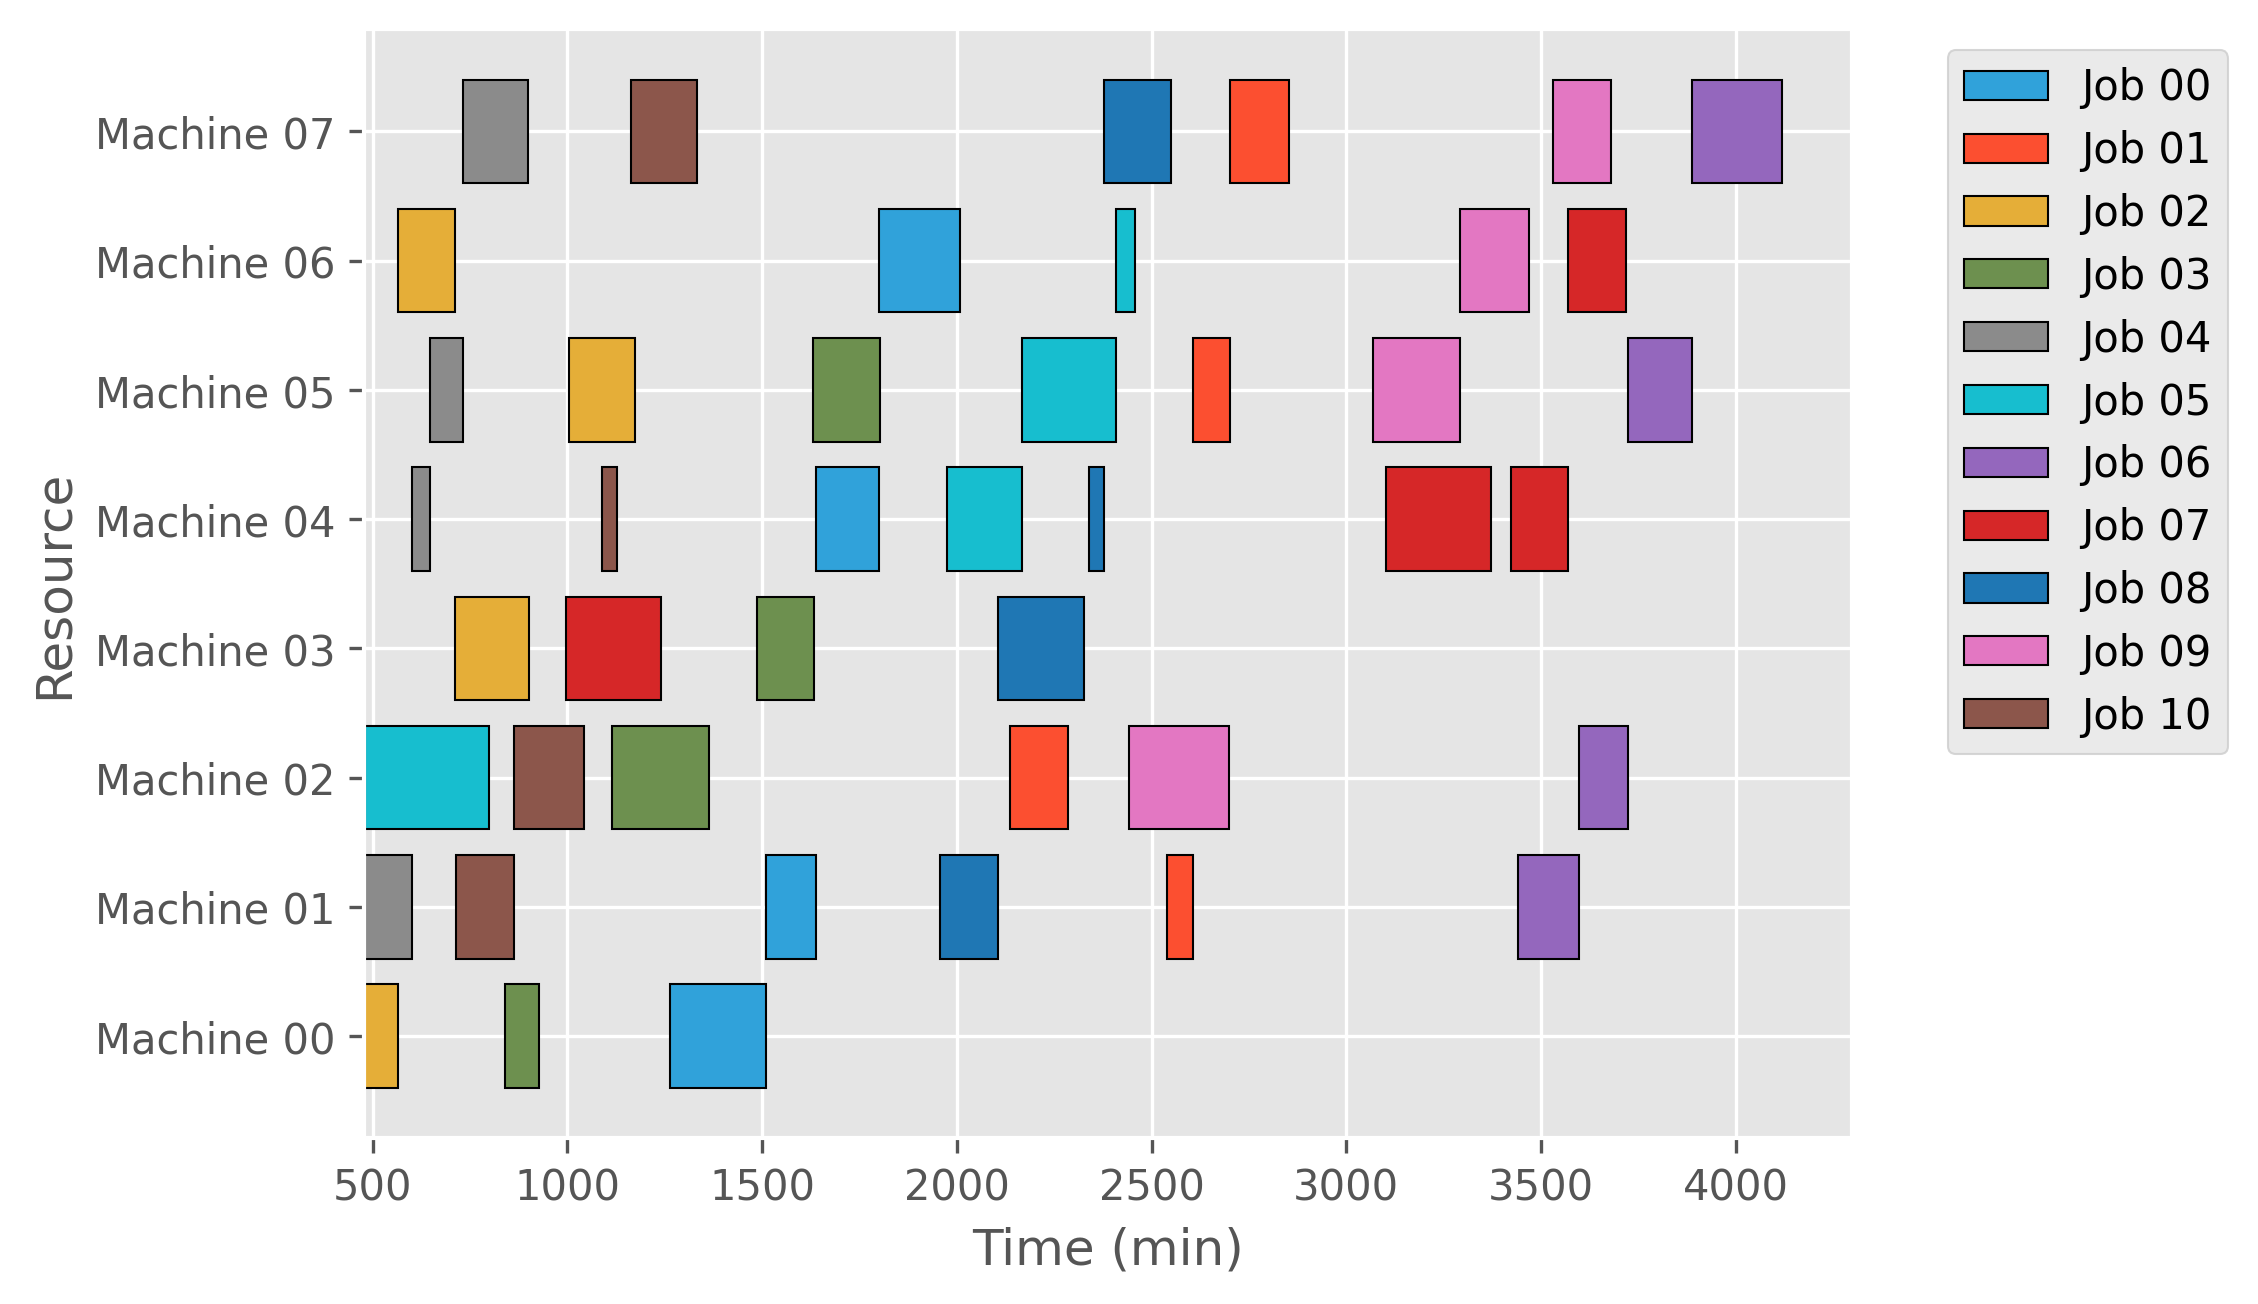 Machine 07
Machine 06
Machine 05
Machine 04
Machine 03
Machine 02
Machine 01
Machine 00
Resource
500 1000 1500 2000 2500 3000 3500 4000
Time (min)
Job 00
Job 01
Job 02
Job 03
Job 04
Job 05
Job 06
Job 07
Job 08
Job 09
Job 10